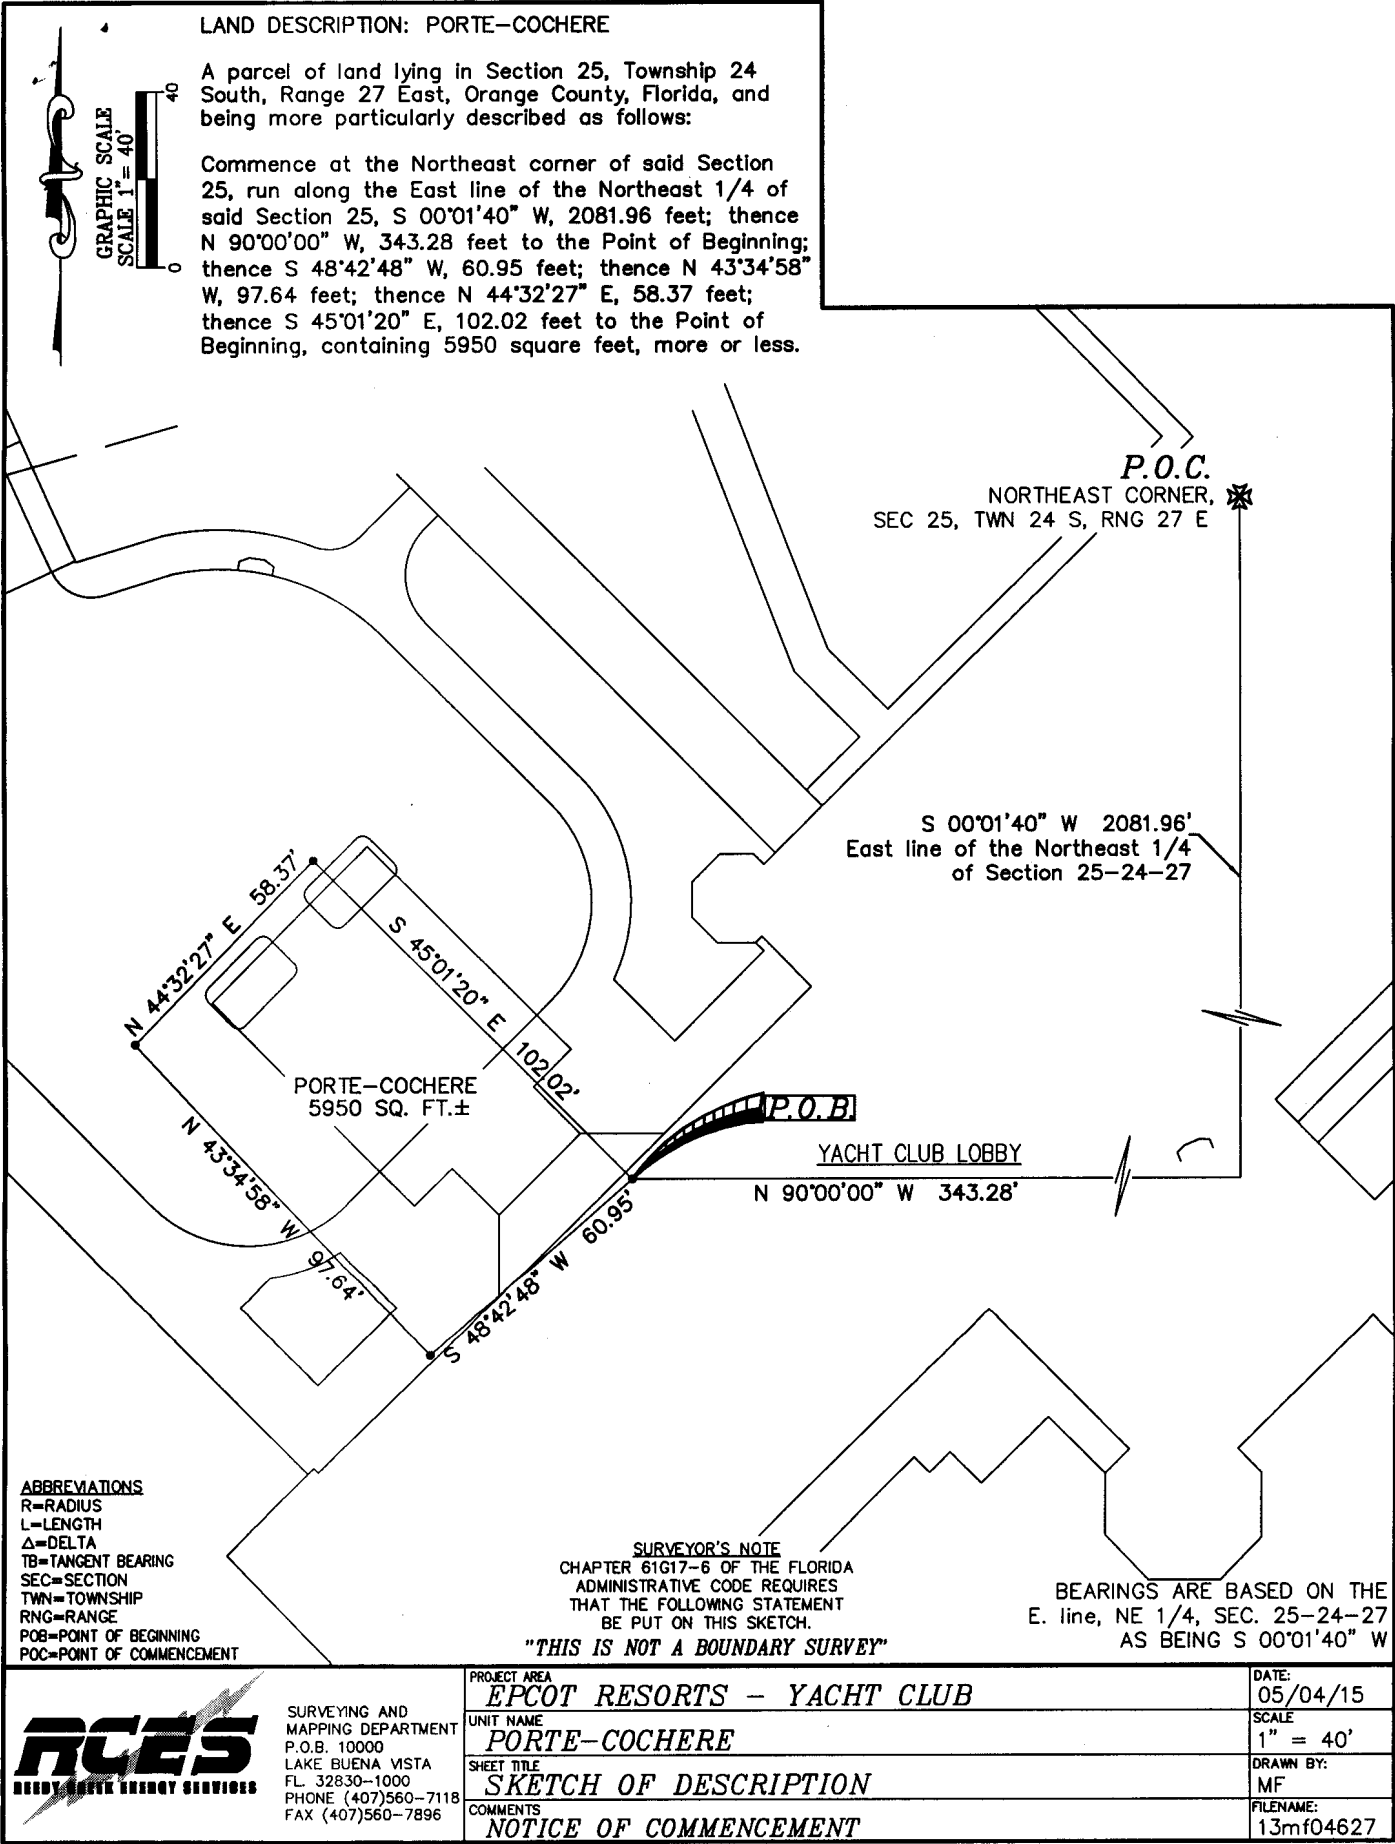 LAND DESCRIPTION: PORTE-COCHERE
A parcel of land lying in Section 25, Township 24
South, Range 27 East, Orange County, Florida, and
being more particularly described as follows:
Commence at the Northeast corner of said Section
25, run along the East line of the Northeast 1/4 of
said Section 25, S 00°01'40" W, 2081.96 feet; thence
N 90°00'00" W, 343.28 feet to the Point of Beginning;
thence S 48°42'48" W, 60.95 feet; thence N 43°34'58"
W, 97.64 feet; thence N 44°32'27" E, 58.37 feet;
thence S 45°01'20" E, 102.02 feet to the Point of
Beginning, containing 5950 square feet, more or less.
GRAPHIC SCALE
SCALE 1"= 40'
40
0
P.O.C.
NORTHEAST CORNER,
SEC 25, TWN 24 S, RNG 27 E
S 00°01'40" W 2081.96'
East line of the Northeast 1/4
of Section 25-24-27
N 44°32'27" E 58.37'
S 45°01'20" E 102.02'
PORTE-COCHERE
5950 SQ. FT.±
N 43°34'58" W 97.64'
S 48°42'48" W 60.95'
P.O.B.
YACHT CLUB LOBBY
N 90°00'00" W 343.28'
ABBREVIATIONS
R=RADIUS
L=LENGTH
Δ=DELTA
TB=TANGENT BEARING
SEC=SECTION
TWN=TOWNSHIP
RNG=RANGE
POB=POINT OF BEGINNING
POC=POINT OF COMMENCEMENT
SURVEYOR'S NOTE
CHAPTER 61G17-6 OF THE FLORIDA
ADMINISTRATIVE CODE REQUIRES
THAT THE FOLLOWING STATEMENT
BE PUT ON THIS SKETCH.
"THIS IS NOT A BOUNDARY SURVEY"
BEARINGS ARE BASED ON THE
E. line, NE 1/4, SEC. 25-24-27
AS BEING S 00°01'40" W
RCES
REEDY CREEK ENERGY SERVICES
SURVEYING AND
MAPPING DEPARTMENT
P.O.B. 10000
LAKE BUENA VISTA
FL. 32830-1000
PHONE (407)560-7118
FAX (407)560-7896
PROJECT AREA
EPCOT RESORTS - YACHT CLUB
UNIT NAME
PORTE-COCHERE
SHEET TITLE
SKETCH OF DESCRIPTION
COMMENTS
NOTICE OF COMMENCEMENT
DATE:
05/04/15
SCALE
1" = 40'
DRAWN BY:
MF
FILENAME:
13mf04627